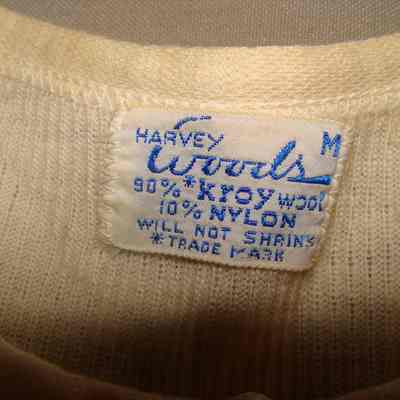 HARVEY M
Woods
90% *Kroy WOOL
10% NYLON
WILL NOT SHRINK
*TRADE MARK